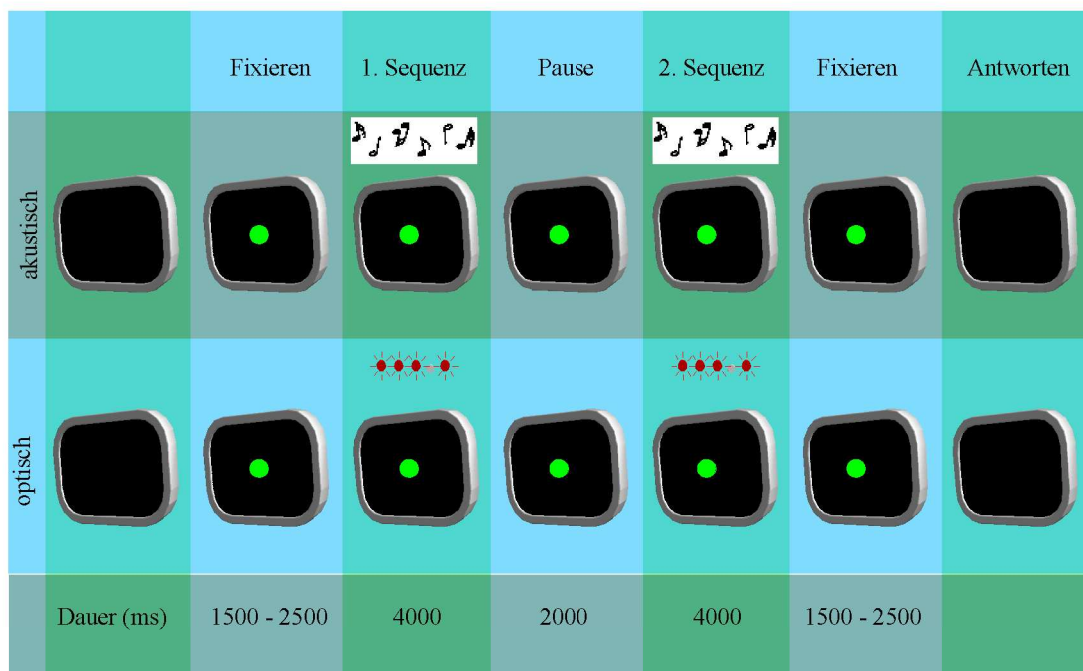 Fixieren 1. Sequenz Pause 2. Sequenz Fixieren Antworten
akustisch
optisch
Dauer (ms) 1500 - 2500 4000 2000 4000 1500 - 2500